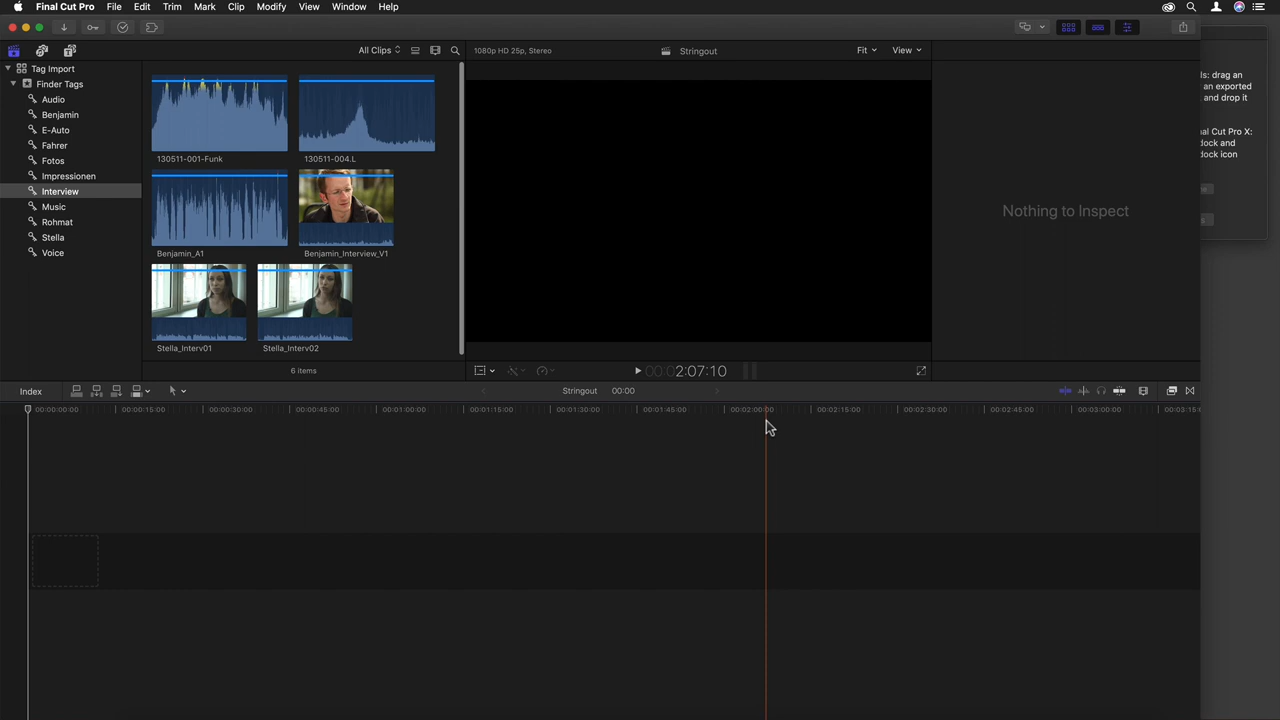 Final Cut Pro File Edit Trim Mark Clip Modify View Window Help
All Clips
1080p HD 25p, Stereo
Stringout
Fit
View
Tag Import
Finder Tags
Audio
Benjamin
E-Auto
Fahrer
Fotos
Impressionen
Interview
Music
Rohmat
Stella
Voice
130511-001-Funk
130511-004.L
Benjamin_A1
Benjamin_Interview_V1
Stella_Interv01
Stella_Interv02
6 items
00:02:07:10
Nothing to Inspect
ls: drag an
an exported
and drop it
nal Cut Pro X:
dock and
dock icon
Index
Stringout 00:00
00:00:00:00 00:00:15:00 00:00:30:00 00:00:45:00 00:01:00:00 00:01:15:00 00:01:30:00 00:01:45:00 00:02:00:00 00:02:15:00 00:02:30:00 00:02:45:00 00:03:00:00 00:03:15:0